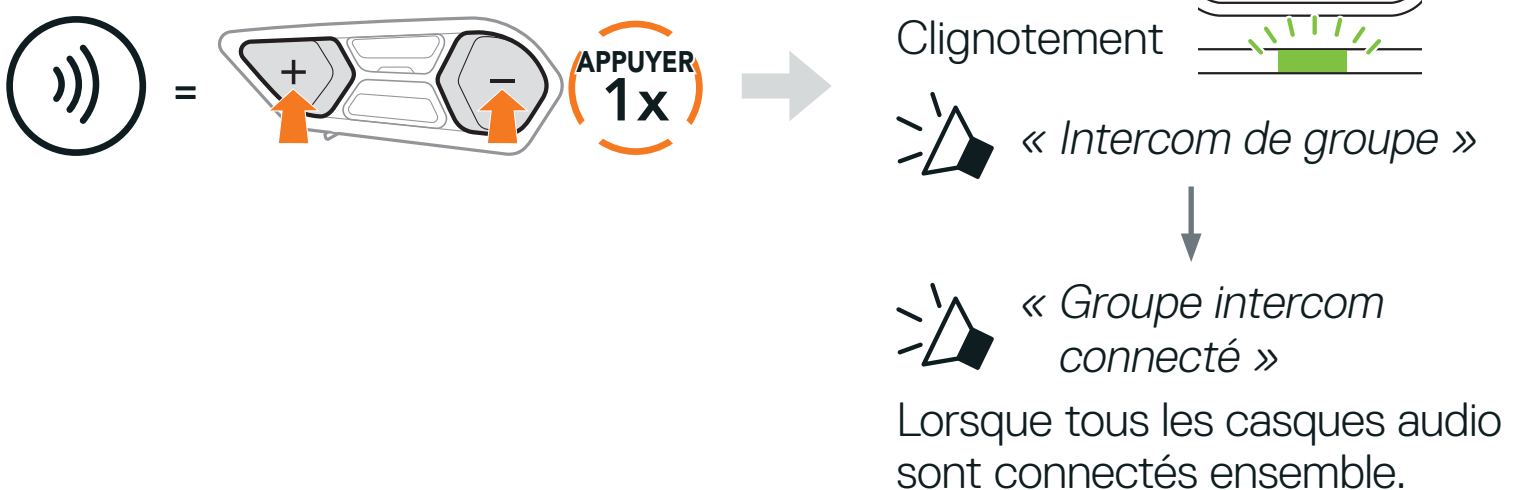 =
+
−
APPUYER
1x
Clignotement
« Intercom de groupe »
« Groupe intercom
connecté »
Lorsque tous les casques audio
sont connectés ensemble.